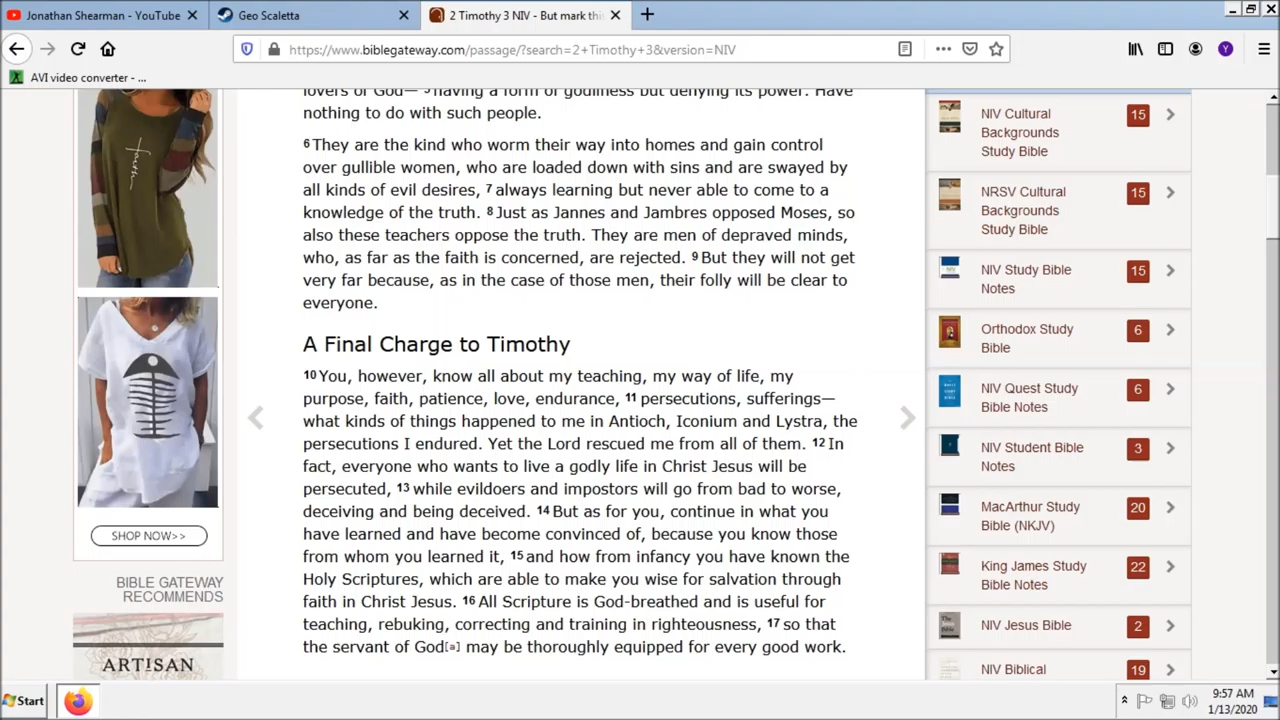 Jonathan Shearman - YouTube
Geo Scaletta
2 Timothy 3 NIV - But mark thi
https://www.biblegateway.com/passage/?search=2+Timothy+3&version=NIV
AVI video converter - ...
lovers of God— 5 having a form of godliness but denying its power. Have
nothing to do with such people.
6 They are the kind who worm their way into homes and gain control
over gullible women, who are loaded down with sins and are swayed by
all kinds of evil desires, 7 always learning but never able to come to a
knowledge of the truth. 8 Just as Jannes and Jambres opposed Moses, so
also these teachers oppose the truth. They are men of depraved minds,
who, as far as the faith is concerned, are rejected. 9 But they will not get
very far because, as in the case of those men, their folly will be clear to
everyone.
A Final Charge to Timothy
10 You, however, know all about my teaching, my way of life, my
purpose, faith, patience, love, endurance, 11 persecutions, sufferings—
what kinds of things happened to me in Antioch, Iconium and Lystra, the
persecutions I endured. Yet the Lord rescued me from all of them. 12 In
fact, everyone who wants to live a godly life in Christ Jesus will be
persecuted, 13 while evildoers and impostors will go from bad to worse,
deceiving and being deceived. 14 But as for you, continue in what you
have learned and have become convinced of, because you know those
from whom you learned it, 15 and how from infancy you have known the
Holy Scriptures, which are able to make you wise for salvation through
faith in Christ Jesus. 16 All Scripture is God-breathed and is useful for
teaching, rebuking, correcting and training in righteousness, 17 so that
the servant of God[a] may be thoroughly equipped for every good work.
faith
SHOP NOW>>
BIBLE GATEWAY
RECOMMENDS
ARTISAN
NIV Cultural
Backgrounds
Study Bible
15
NRSV Cultural
Backgrounds
Study Bible
15
NIV Study Bible
Notes
15
Orthodox Study
Bible
6
NIV Quest Study
Bible Notes
6
NIV Student Bible
Notes
3
MacArthur Study
Bible (NKJV)
20
King James Study
Bible Notes
22
NIV Jesus Bible
2
NIV Biblical
19
Start
9:57 AM
1/13/2020
Y